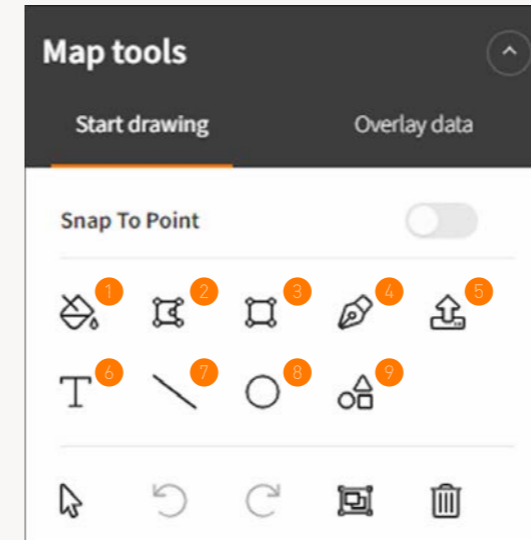 Map tools
Start drawing Overlay data
Snap To Point
1 2 3 4 5
T 6 7 8 9